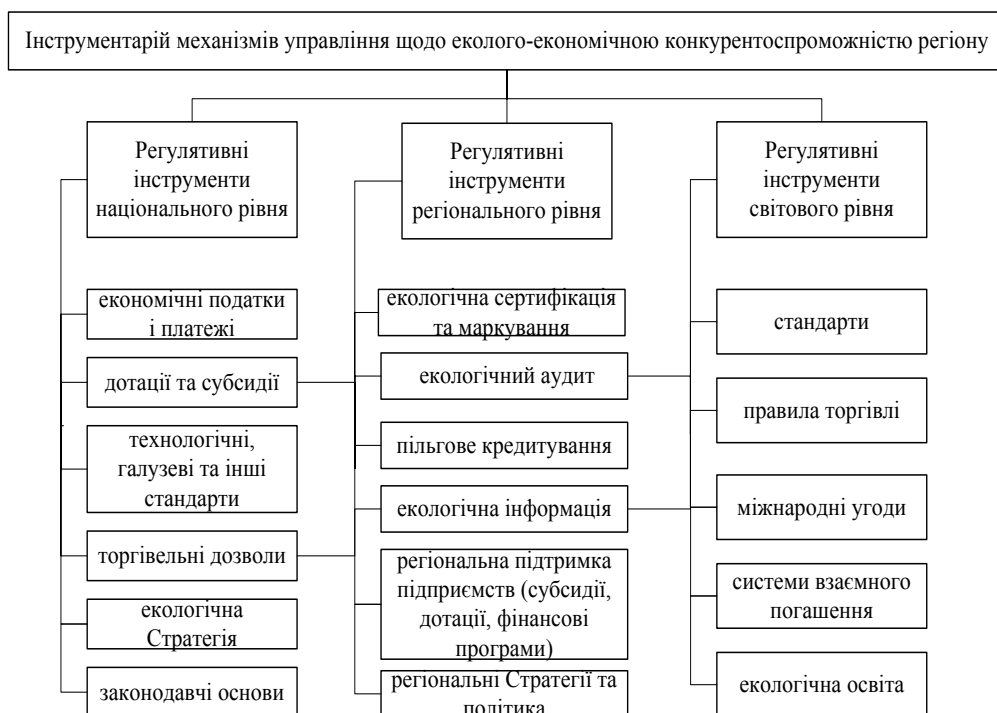 Інструментарій механізмів управління щодо еколого-економічною конкурентоспроможністю регіону
Регулятивні
інструменти
національного рівня
економічні податки
і платежі
дотації та субсидії
технологічні,
галузеві та інші
стандарти
торгівельні дозволи
екологічна
Стратегія
законодавчі основи
Регулятивні
інструменти
регіонального рівня
екологічна сертифікація
та маркування
екологічний аудит
пільгове кредитування
екологічна інформація
регіональна підтримка
підприємств (субсидії,
дотації, фінансові
програми)
регіональні Стратегії та
політика
Регулятивні
інструменти
світового рівня
стандарти
правила торгівлі
міжнародні угоди
системи взаємного
погашення
екологічна освіта